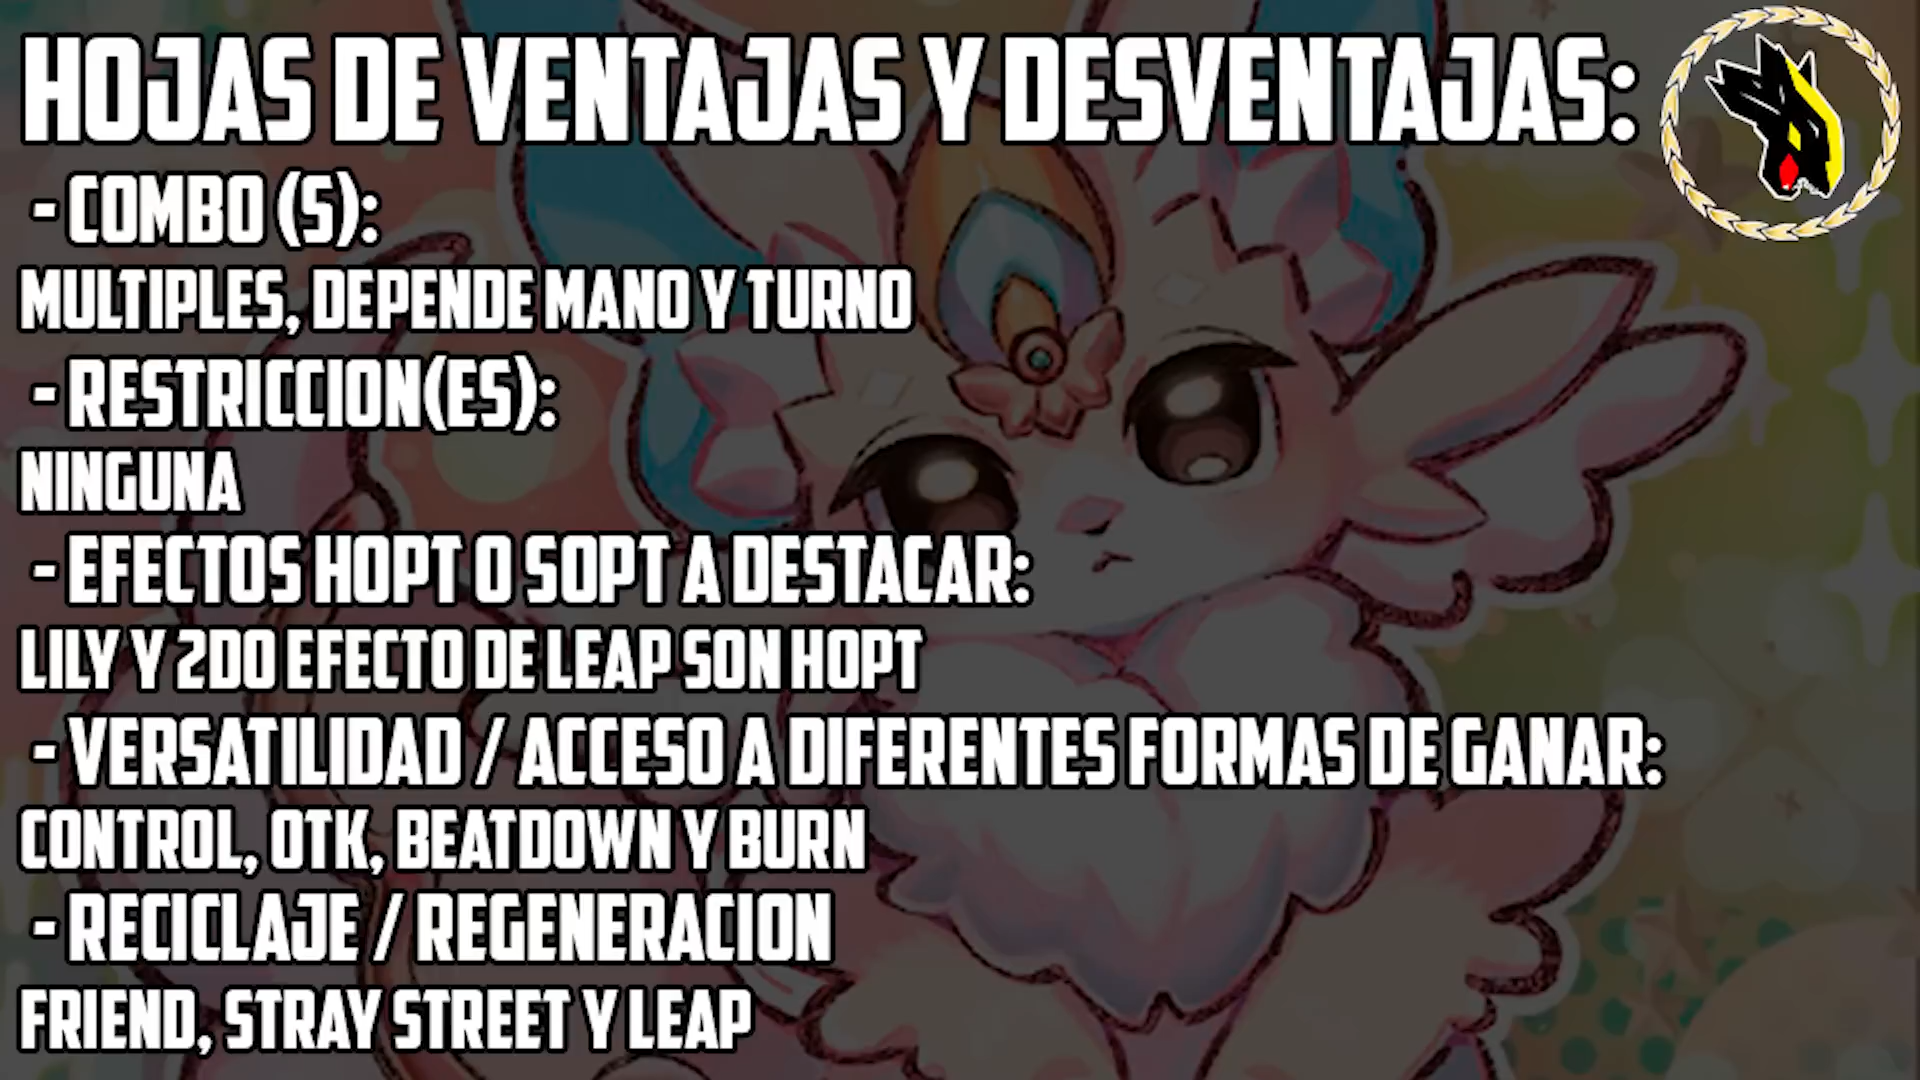 HOJAS DE VENTAJAS Y DESVENTAJAS:
- COMBO (S):
MULTIPLES, DEPENDE MANO Y TURNO
- RESTRICCION(ES):
NINGUNA
- EFECTOS HOPT O SOPT A DESTACAR:
LILY Y 2DO EFECTO DE LEAP SON HOPT
- VERSATILIDAD / ACCESO A DIFERENTES FORMAS DE GANAR:
CONTROL, OTK, BEATDOWN Y BURN
- RECICLAJE / REGENERACION
FRIEND, STRAY STREET Y LEAP